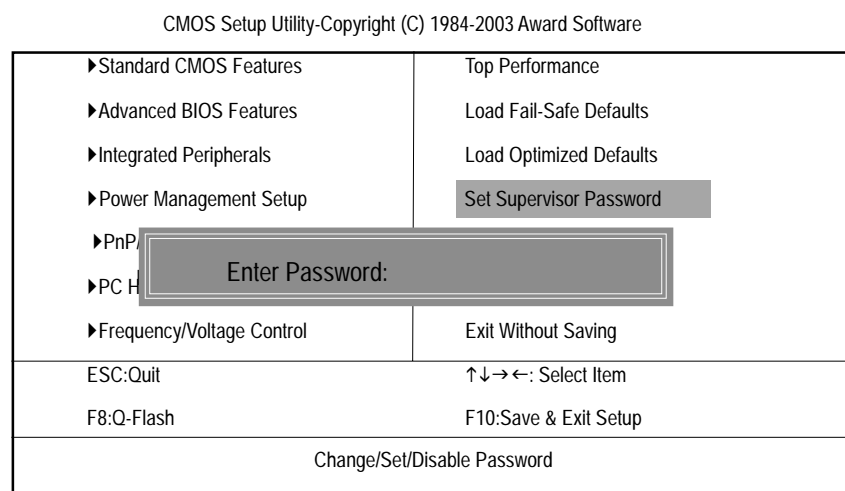 CMOS Setup Utility-Copyright (C) 1984-2003 Award Software
▶Standard CMOS Features
▶Advanced BIOS Features
▶Integrated Peripherals
▶Power Management Setup
▶PnP/
▶PC H
▶Frequency/Voltage Control
Top Performance
Load Fail-Safe Defaults
Load Optimized Defaults
Set Supervisor Password
Exit Without Saving
Enter Password:
ESC:Quit
↑↓→←: Select Item
F8:Q-Flash
F10:Save & Exit Setup
Change/Set/Disable Password